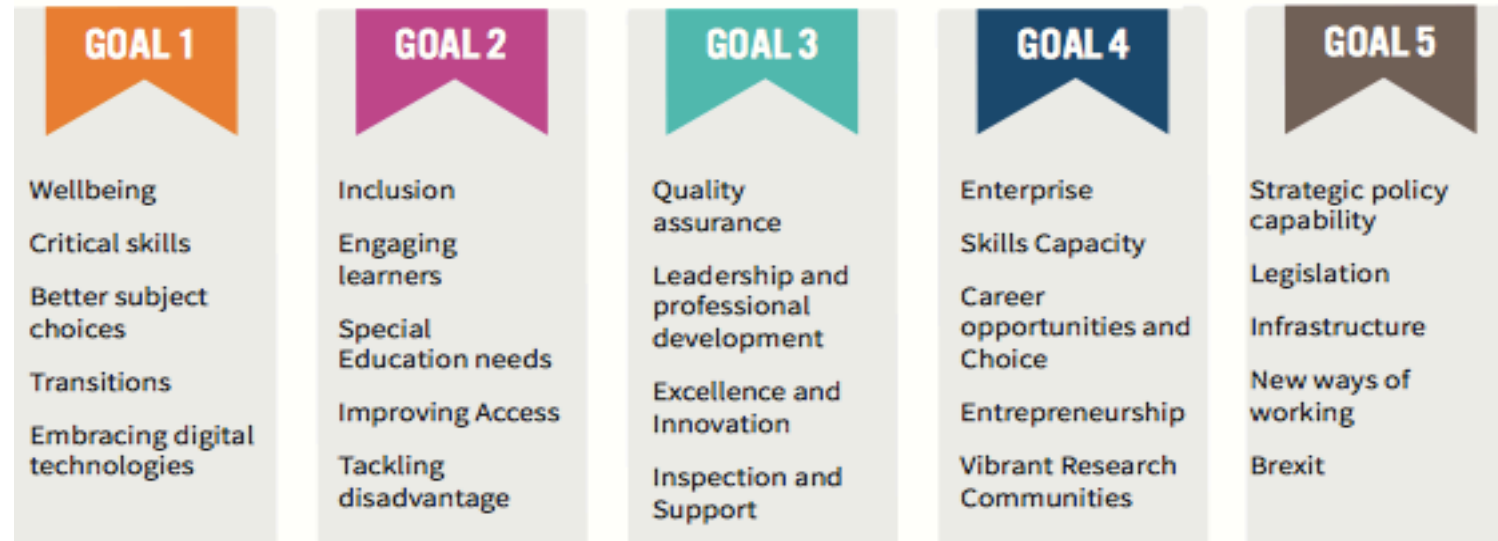 GOAL 1
Wellbeing
Critical skills
Better subject
choices
Transitions
Embracing digital
technologies
GOAL 2
Inclusion
Engaging
learners
Special
Education needs
Improving Access
Tackling
disadvantage
GOAL 3
Quality
assurance
Leadership and
professional
development
Excellence and
Innovation
Inspection and
Support
GOAL 4
Enterprise
Skills Capacity
Career
opportunities and
Choice
Entrepreneurship
Vibrant Research
Communities
GOAL 5
Strategic policy
capability
Legislation
Infrastructure
New ways of
working
Brexit